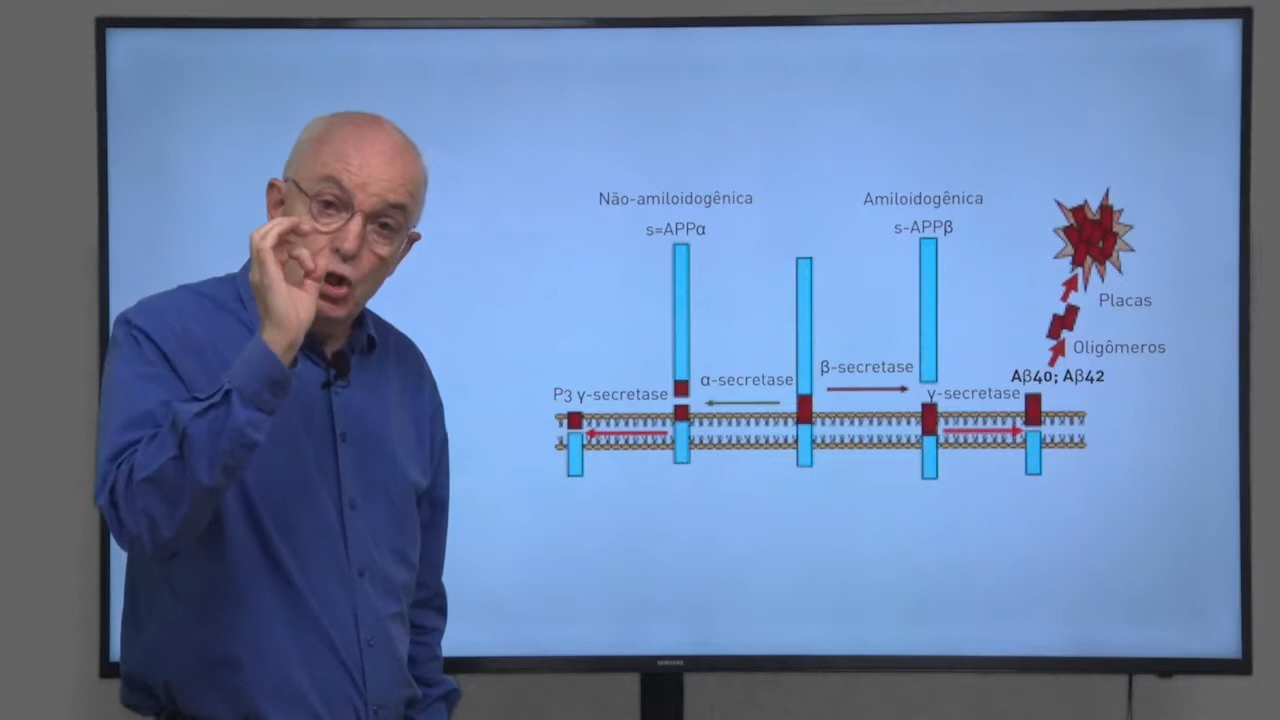 Não-amiloidogênica
s=APPα
Amiloidogênica
s-APPβ
Placas
Oligômeros
Aβ40; Aβ42
β-secretase
α-secretase
P3 γ-secretase
γ-secretase
SAMSUNG